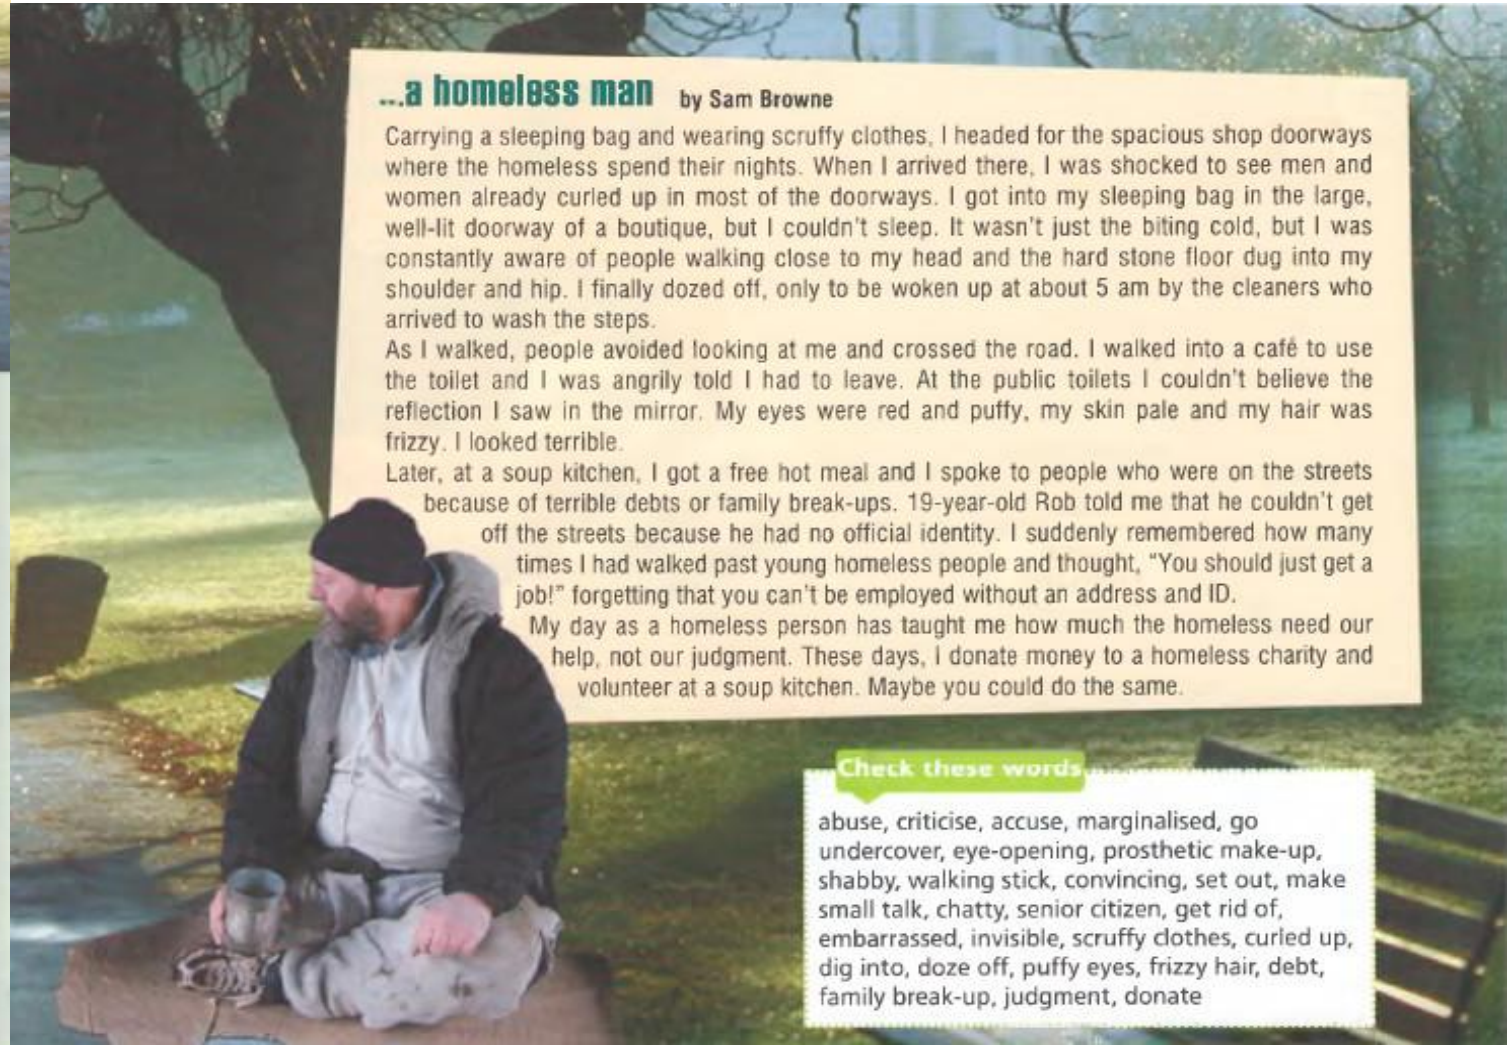 ...a homeless man by Sam Browne
Carrying a sleeping bag and wearing scruffy clothes, I headed for the spacious shop doorways
where the homeless spend their nights. When I arrived there, I was shocked to see men and
women already curled up in most of the doorways. I got into my sleeping bag in the large,
well-lit doorway of a boutique, but I couldn't sleep. It wasn't just the biting cold, but I was
constantly aware of people walking close to my head and the hard stone floor dug into my
shoulder and hip. I finally dozed off, only to be woken up at about 5 am by the cleaners who
arrived to wash the steps.
As I walked, people avoided looking at me and crossed the road. I walked into a café to use
the toilet and I was angrily told I had to leave. At the public toilets I couldn't believe the
reflection I saw in the mirror. My eyes were red and puffy, my skin pale and my hair was
frizzy. I looked terrible.
Later, at a soup kitchen, I got a free hot meal and I spoke to people who were on the streets
because of terrible debts or family break-ups. 19-year-old Rob told me that he couldn't get
off the streets because he had no official identity. I suddenly remembered how many
times I had walked past young homeless people and thought, "You should just get a
job!" forgetting that you can't be employed without an address and ID.
My day as a homeless person has taught me how much the homeless need our
help, not our judgment. These days, I donate money to a homeless charity and
volunteer at a soup kitchen. Maybe you could do the same.
Check these words
abuse, criticise, accuse, marginalised, go
undercover, eye-opening, prosthetic make-up,
shabby, walking stick, convincing, set out, make
small talk, chatty, senior citizen, get rid of,
embarrassed, invisible, scruffy clothes, curled up,
dig into, doze off, puffy eyes, frizzy hair, debt,
family break-up, judgment, donate